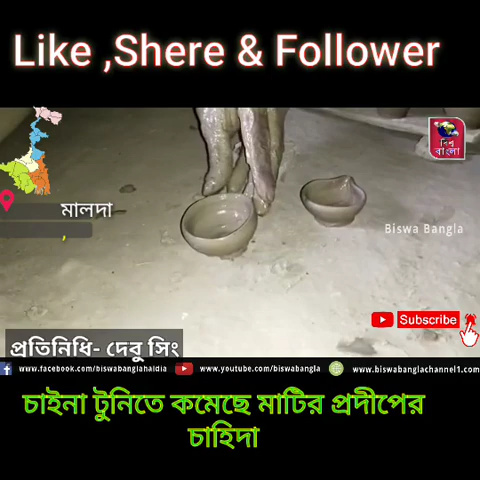 Like ,Shere & Follower
বিশ্ব
বাংলা
মালদা
,
Biswa Bangla
Subscribe
প্রতিনিধি- দেবু সিং
www.facebook.com/biswabanglahaldia
www.youtube.com/biswabangla
www.biswabanglachannel1.com
চাইনা টুনিতে কমেছে মাটির প্রদীপের
চাহিদা